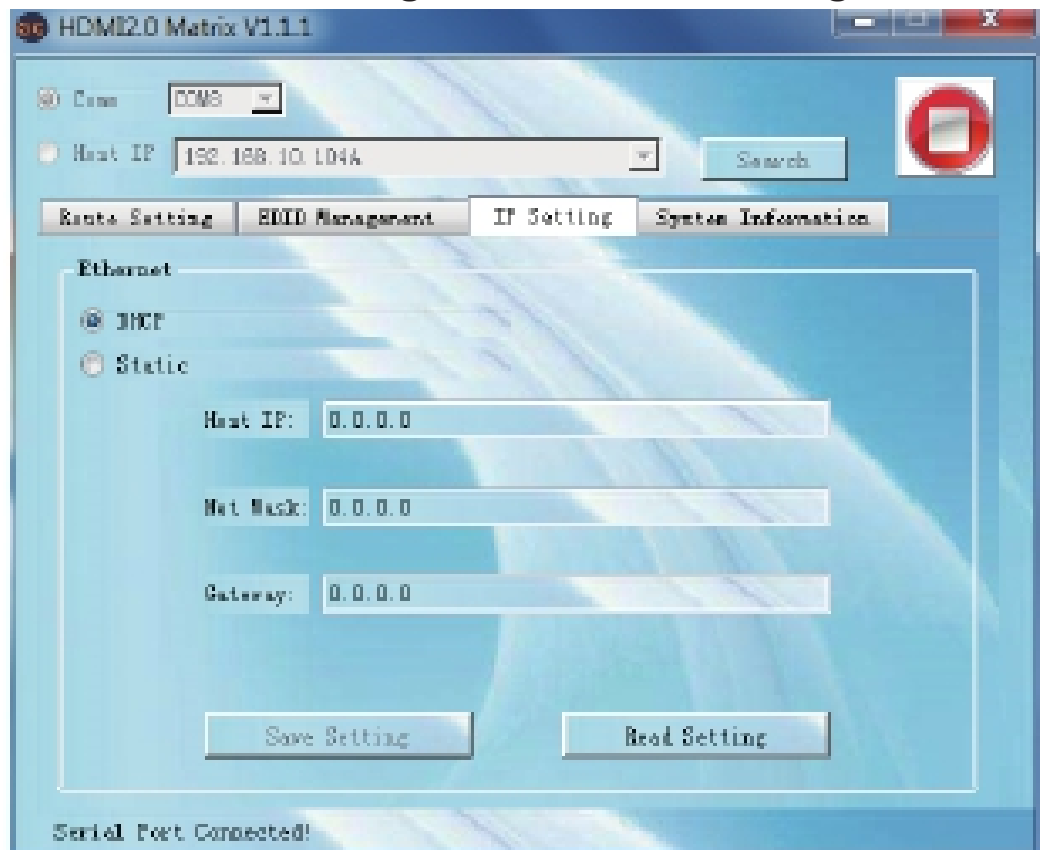 HDMI2.0 Matrix V1.1.1
Comm COM8
Host IP 192.168.10.104A Search
Route Setting EDID Management IP Setting System Information
Ethernet
DHCP
Static
Host IP: 0.0.0.0
Net Mask: 0.0.0.0
Gateway: 0.0.0.0
Save Setting Read Setting
Serial Port Connected!